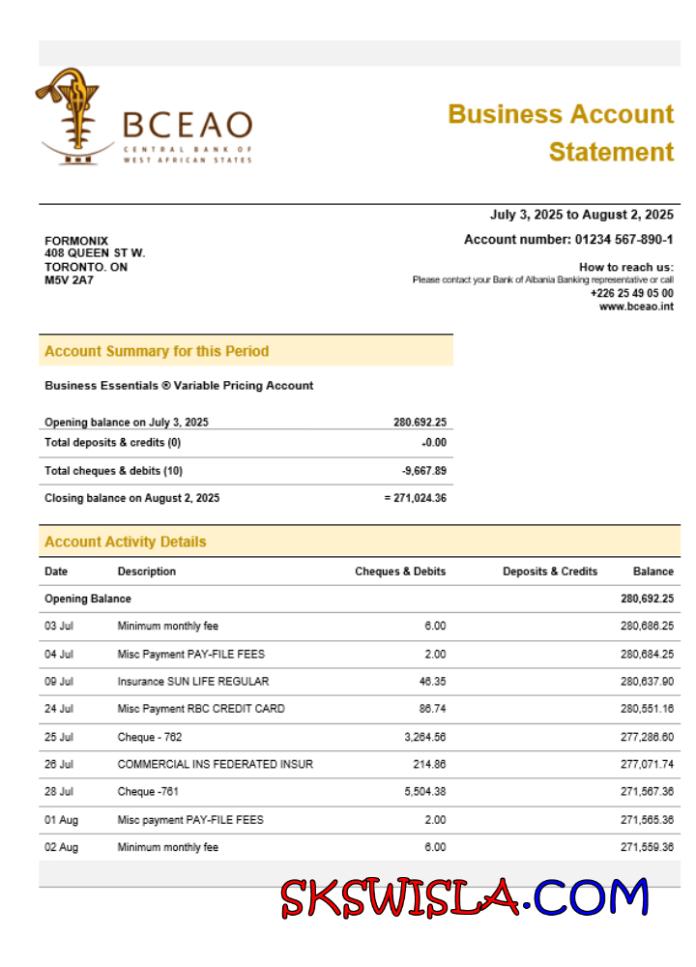 BCEAO
CENTRAL BANK OF
WEST AFRICAN STATES
Business Account
Statement
July 3, 2025 to August 2, 2025
Account number: 01234 567-890-1
FORMONIX
408 QUEEN ST W.
TORONTO. ON
M5V 2A7
How to reach us:
Please contact your Bank of Albania Banking representative or call
+226 25 49 05 00
www.bceao.int
Account Summary for this Period
Business Essentials ® Variable Pricing Account
Opening balance on July 3, 2025 280.692.25
Total deposits & credits (0) -0.00
Total cheques & debits (10) -9,667.89
Closing balance on August 2, 2025 = 271,024.36
Account Activity Details
Date Description Cheques & Debits Deposits & Credits Balance
Opening Balance 280,692.25
03 Jul Minimum monthly fee 6.00 280,686.25
04 Jul Misc Payment PAY-FILE FEES 2.00 280,684.25
09 Jul Insurance SUN LIFE REGULAR 46.35 280,637.90
24 Jul Misc Payment RBC CREDIT CARD 86.74 280,551.16
25 Jul Cheque - 762 3,264.56 277,286.60
26 Jul COMMERCIAL INS FEDERATED INSUR 214.86 277,071.74
28 Jul Cheque -761 5,504.38 271,567.36
01 Aug Misc payment PAY-FILE FEES 2.00 271,565.36
02 Aug Minimum monthly fee 6.00 271,559.36
SKSWISLA.COM